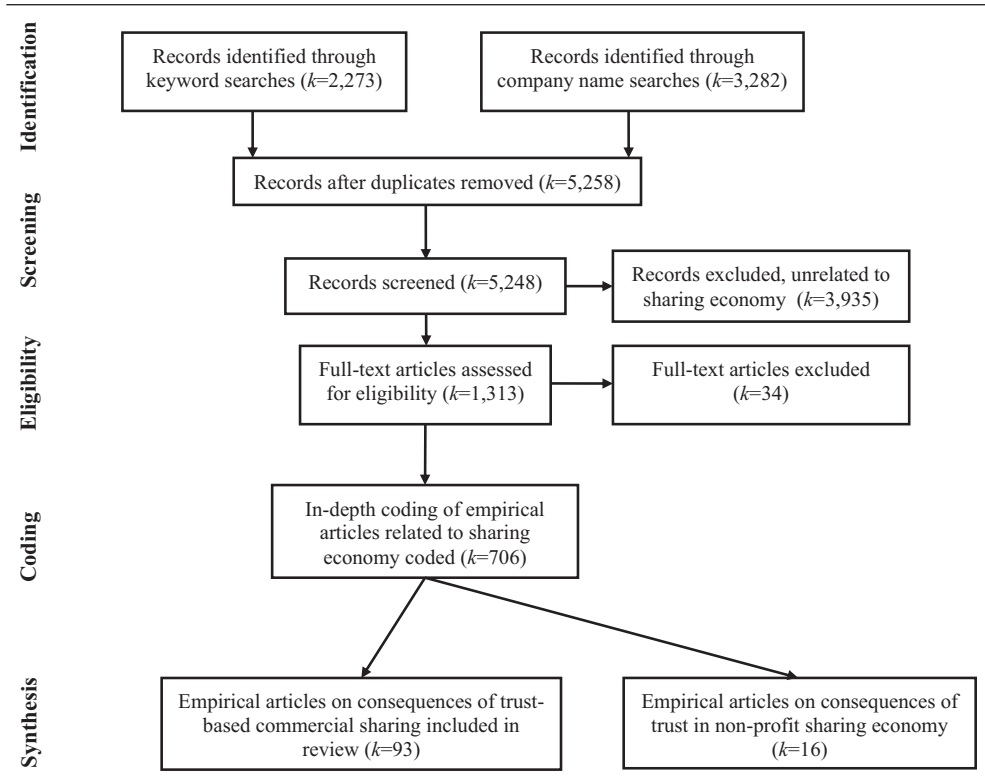 Identification
Records identified through
keyword searches (k=2,273)
Records identified through
company name searches (k=3,282)
Records after duplicates removed (k=5,258)
Screening
Records screened (k=5,248)
Records excluded, unrelated to
sharing economy (k=3,935)
Eligibility
Full-text articles assessed
for eligibility (k=1,313)
Full-text articles excluded
(k=34)
Coding
In-depth coding of empirical
articles related to sharing
economy coded (k=706)
Synthesis
Empirical articles on consequences of trust-
based commercial sharing included in
review (k=93)
Empirical articles on consequences of
trust in non-profit sharing economy
(k=16)